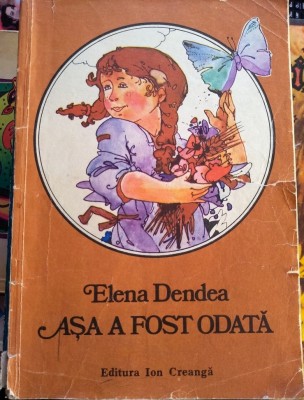 Elena Dendea
AȘA A FOST ODATĂ
Editura Ion Creangă